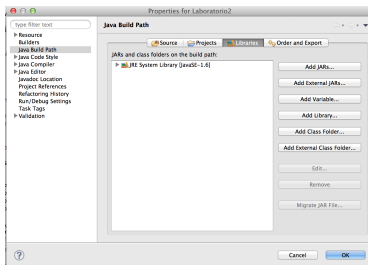 Properties for Laboratorio2
type filter text
Java Build Path
Resource
Builders
Java Build Path
Java Code Style
Java Compiler
Java Editor
Javadoc Location
Project References
Refactoring History
Run/Debug Settings
Task Tags
Validation
Source
Projects
Libraries
Order and Export
JARs and class folders on the build path:
JRE System Library [JavaSE-1.6]
Add JARs...
Add External JARs...
Add Variable...
Add Library...
Add Class Folder...
Add External Class Folder...
Edit...
Remove
Migrate JAR File...
?
Cancel
OK